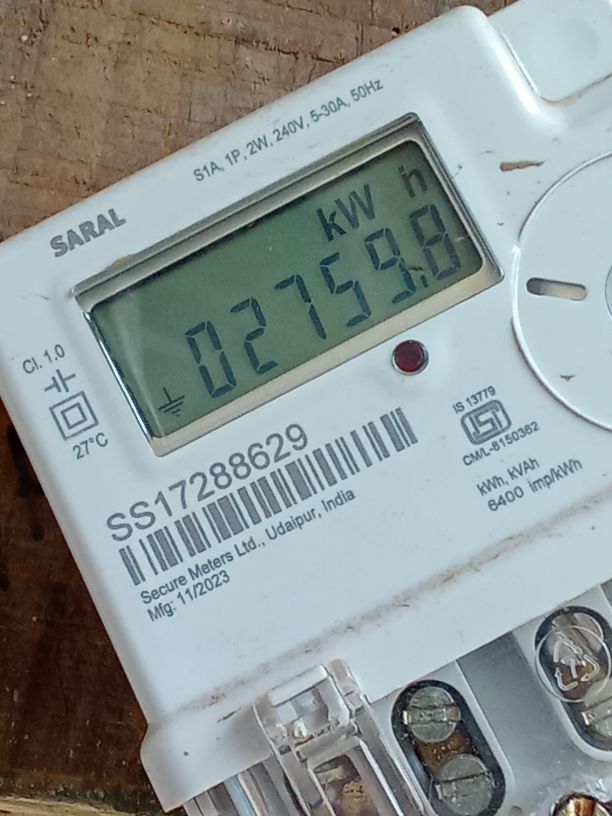 S1A, 1P, 2W, 240V, 5-30A, 50Hz
SARAL
kW h
02759.8
Cl. 1.0
27°C
IS 13779
ISI
CM/L-8150362
kWh, kVAh
6400 imp/kWh
SS17288629
Secure Meters Ltd., Udaipur, India
Mfg: 11/2023